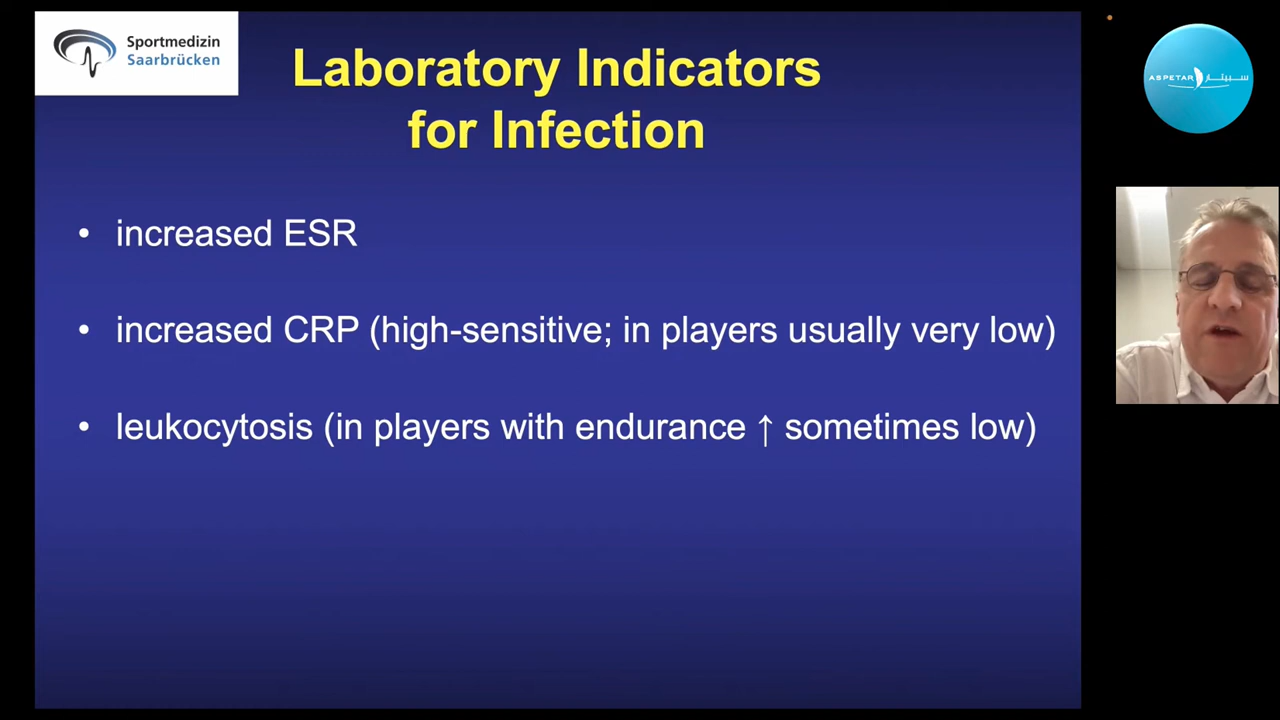 Sportmedizin
Saarbrücken
Laboratory Indicators
for Infection
• increased ESR
• increased CRP (high-sensitive; in players usually very low)
• leukocytosis (in players with endurance ↑ sometimes low)
ASPETAR سبيتار